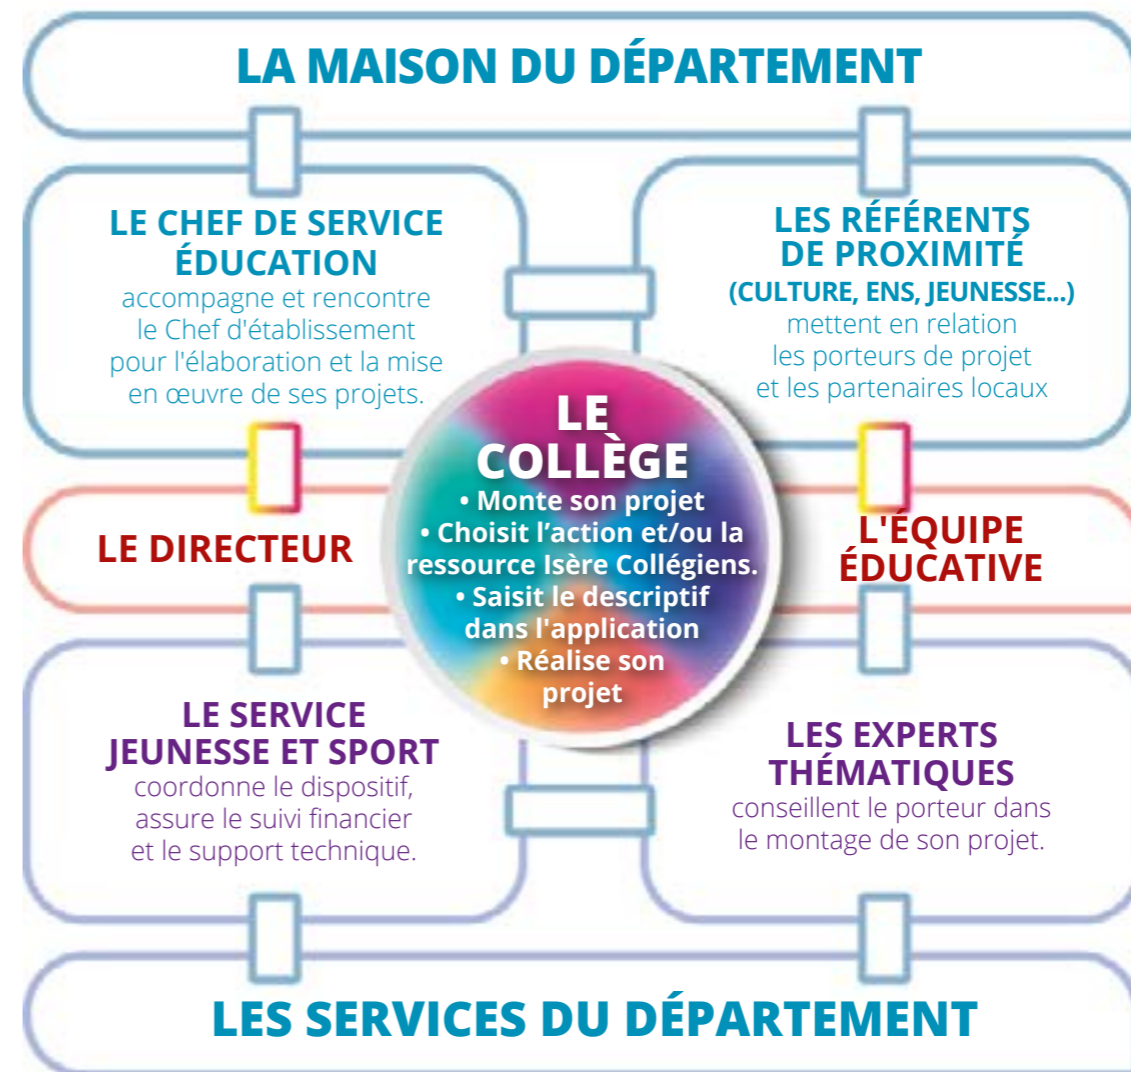 LA MAISON DU DÉPARTEMENT
LE CHEF DE SERVICE
ÉDUCATION
accompagne et rencontre
le Chef d'établissement
pour l'élaboration et la mise
en œuvre de ses projets.
LES RÉFÉRENTS
DE PROXIMITÉ
(CULTURE, ENS, JEUNESSE...)
mettent en relation
les porteurs de projet
et les partenaires locaux
LE
COLLÈGE
• Monte son projet
• Choisit l’action et/ou la
ressource Isère Collégiens.
• Saisit le descriptif
dans l'application
• Réalise son
projet
LE DIRECTEUR
L'ÉQUIPE
ÉDUCATIVE
LE SERVICE
JEUNESSE ET SPORT
coordonne le dispositif,
assure le suivi financier
et le support technique.
LES EXPERTS
THÉMATIQUES
conseillent le porteur dans
le montage de son projet.
LES SERVICES DU DÉPARTEMENT